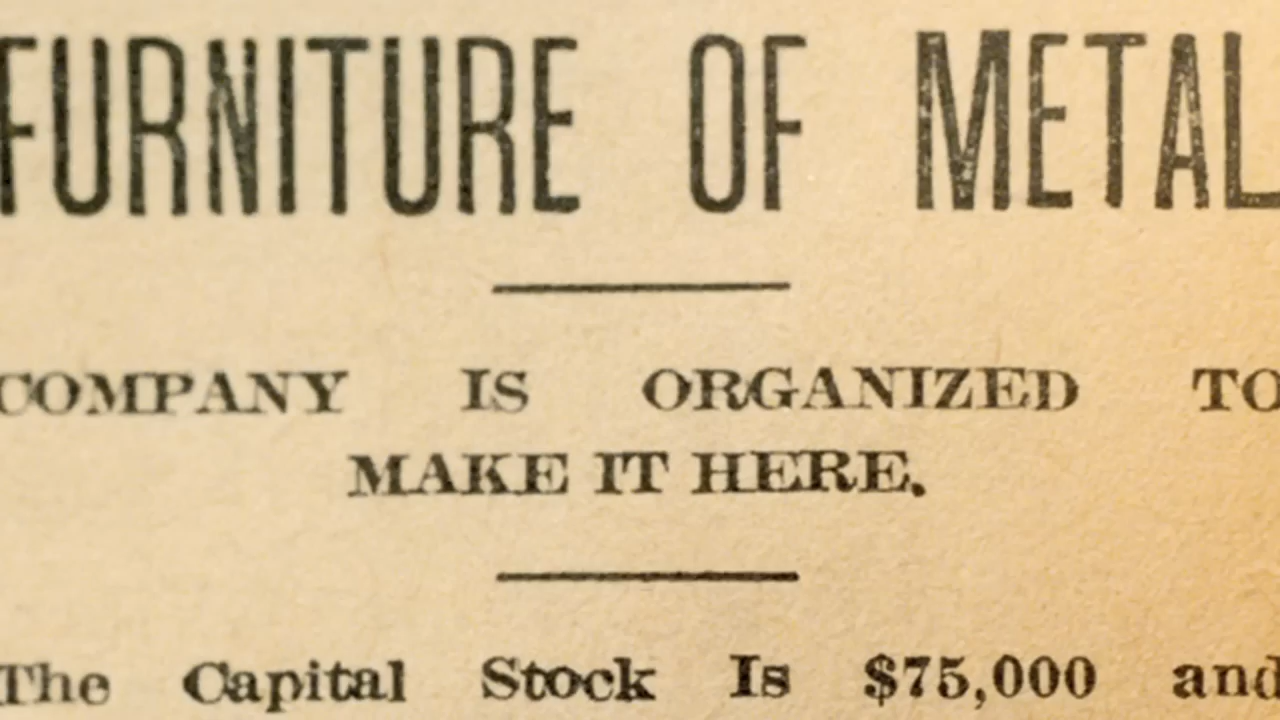 FURNITURE OF METAL
COMPANY IS ORGANIZED TO
MAKE IT HERE.
The Capital Stock Is $75,000 and